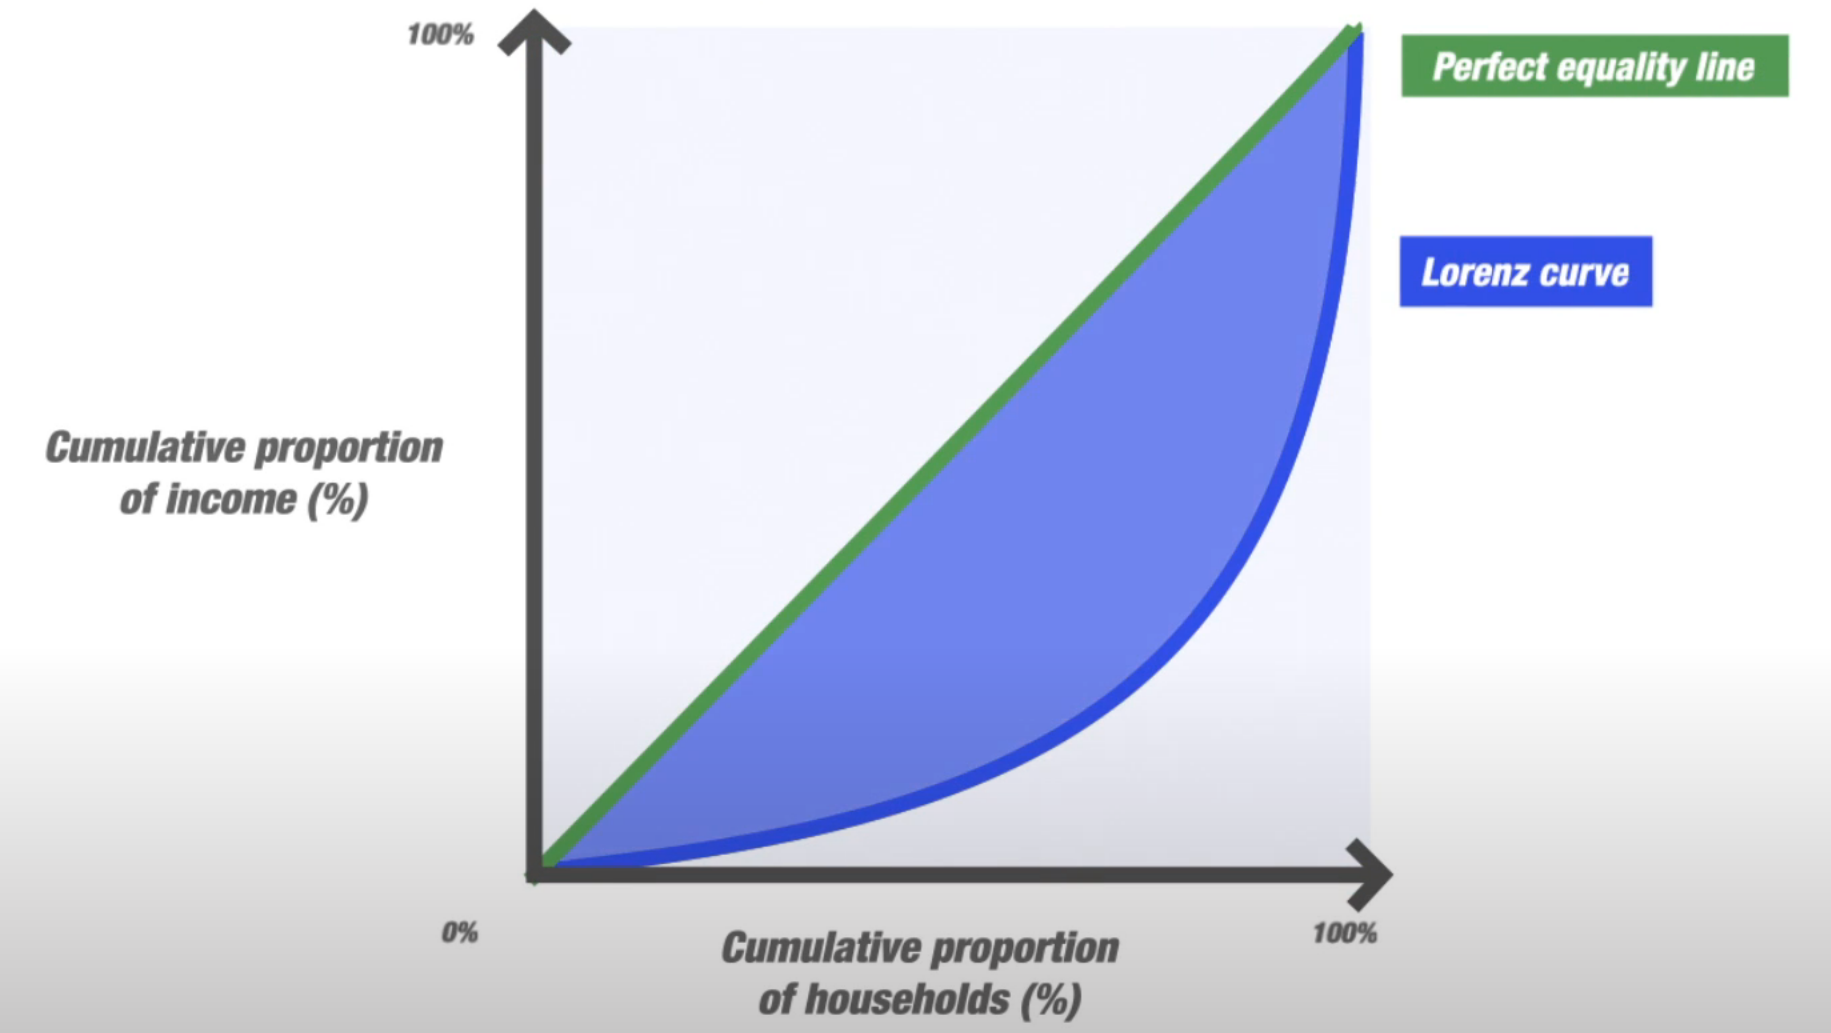 100%
Perfect equality line
Lorenz curve
Cumulative proportion
of income (%)
0%
100%
Cumulative proportion
of households (%)